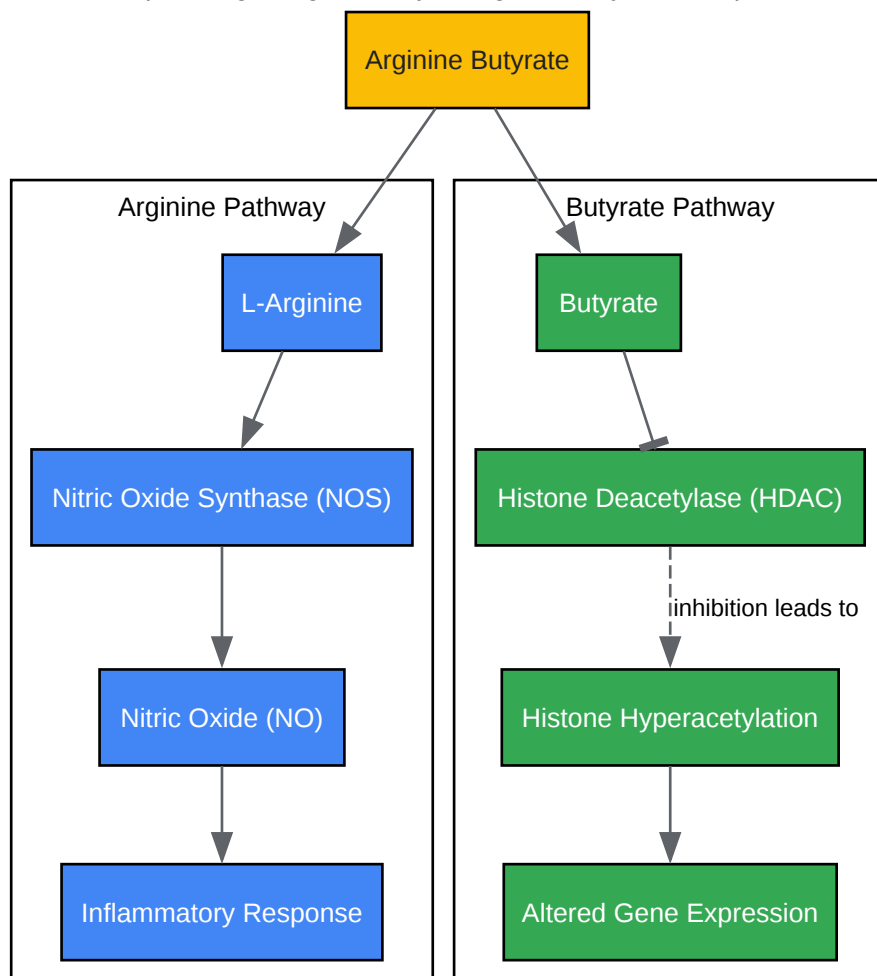 Arginine Butyrate
Arginine Pathway
L-Arginine
Nitric Oxide Synthase (NOS)
Nitric Oxide (NO)
Inflammatory Response
Butyrate Pathway
Butyrate
Histone Deacetylase (HDAC)
inhibition leads to
Histone Hyperacetylation
Altered Gene Expression